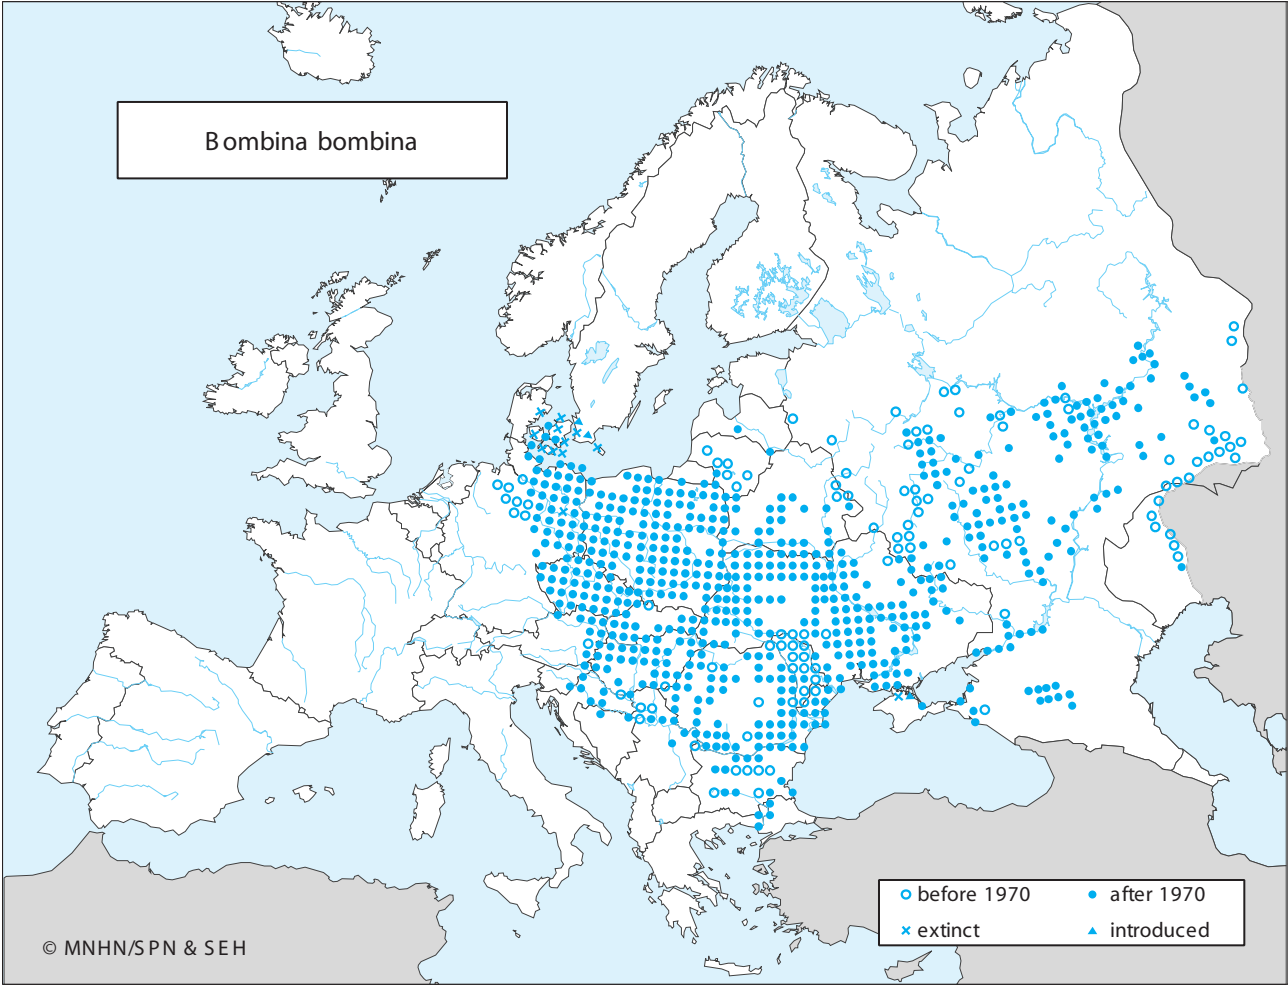 Bombina bombina
before 1970
after 1970
extinct
introduced
© MNHN/SPN & SEH